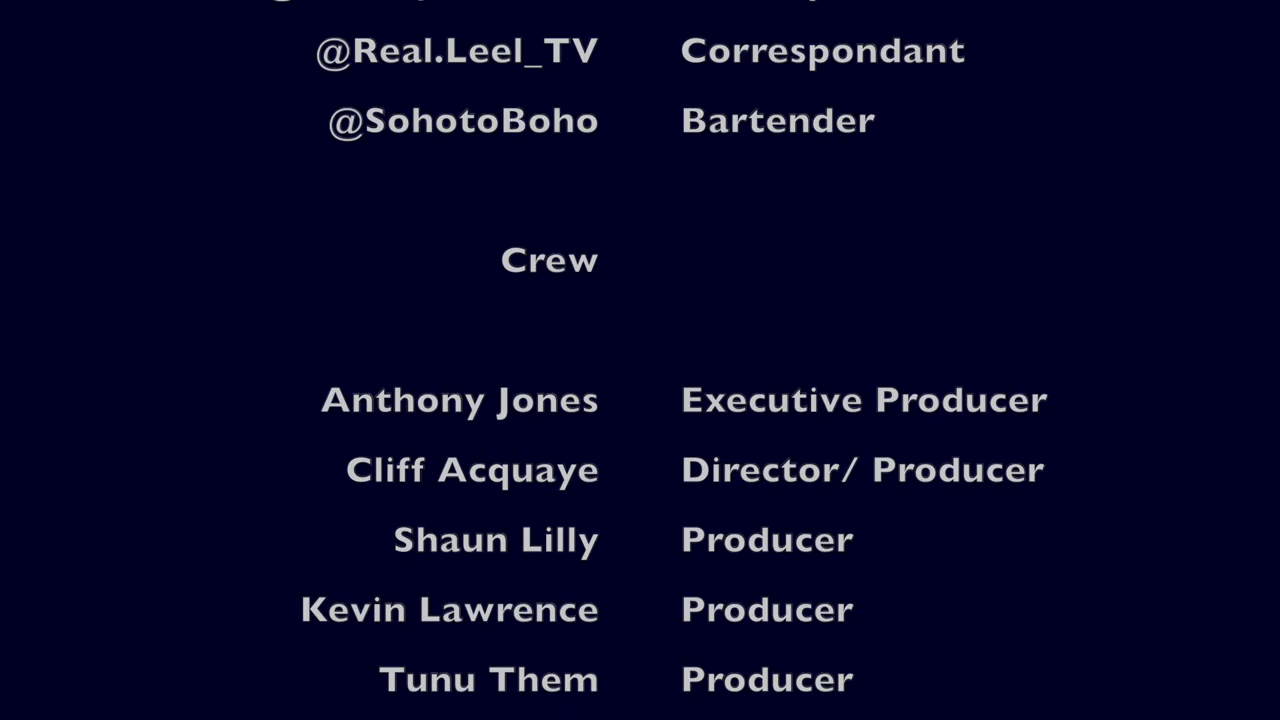 @Real.Leel_TV Correspondant
@SohotoBoho Bartender
Crew
Anthony Jones Executive Producer
Cliff Acquaye Director/ Producer
Shaun Lilly Producer
Kevin Lawrence Producer
Tunu Them Producer